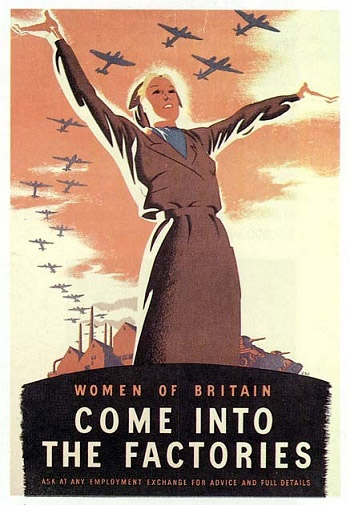 WOMEN OF BRITAIN
COME INTO
THE FACTORIES
ASK AT ANY EMPLOYMENT EXCHANGE FOR ADVICE AND FULL DETAILS